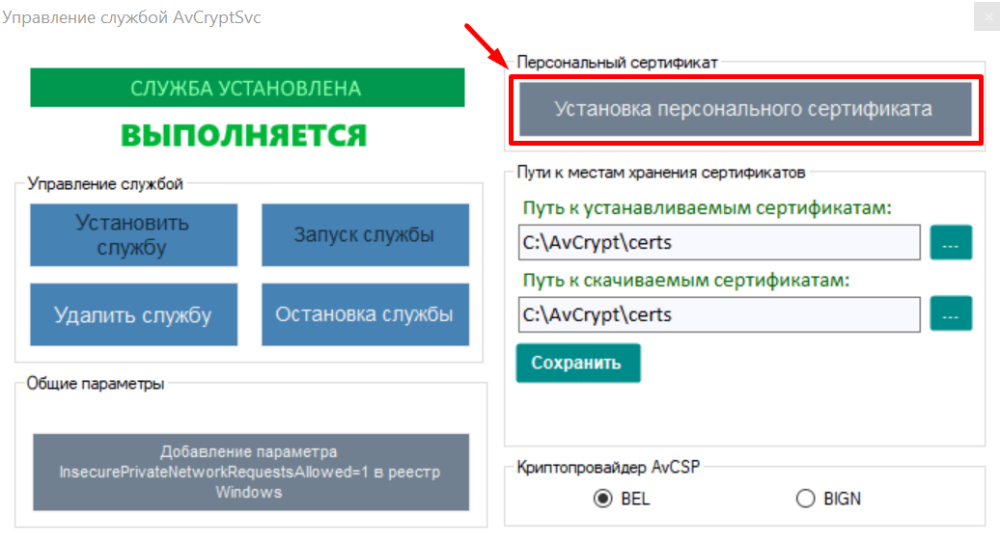 Управление службой AvCryptSvc
СЛУЖБА УСТАНОВЛЕНА
ВЫПОЛНЯЕТСЯ
Управление службой
Установить
службу
Запуск службы
Удалить службу
Остановка службы
Общие параметры
Добавление параметра
InsecurePrivateNetworkRequestsAllowed=1 в реестр
Windows
Персональный сертификат
Установка персонального сертификата
Пути к местам хранения сертификатов
Путь к устанавливаемым сертификатам:
C:\AvCrypt\certs
...
Путь к скачиваемым сертификатам:
C:\AvCrypt\certs
...
Сохранить
Криптопровайдер AvCSP
BEL
BIGN